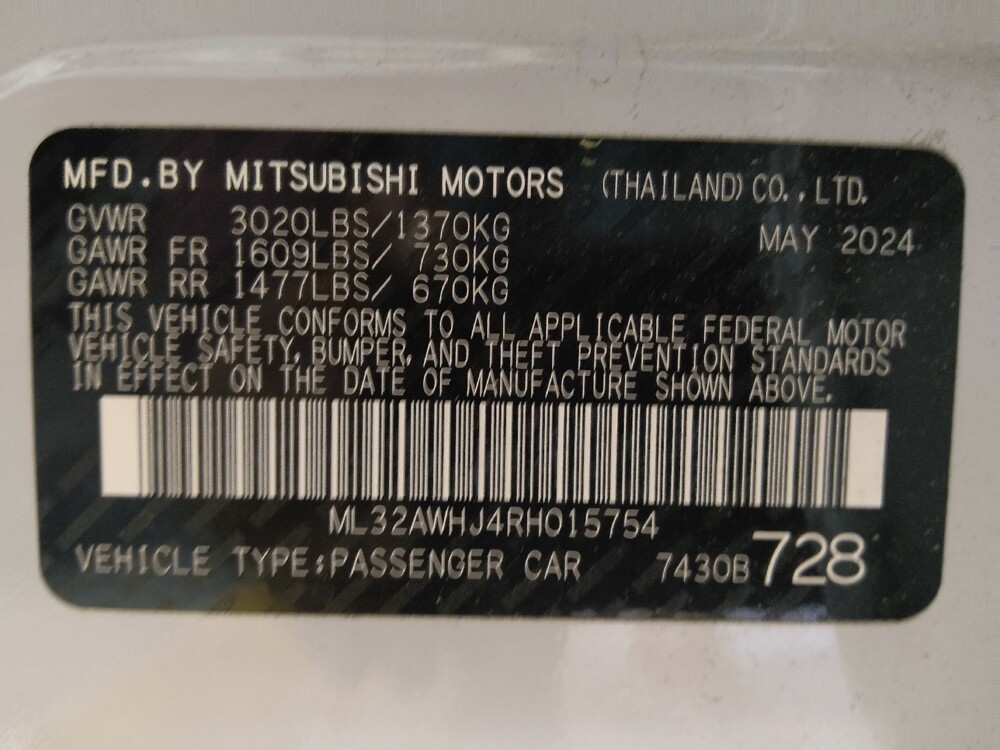 MFD.BY MITSUBISHI MOTORS (THAILAND) CO.,LTD.
GVWR 3020LBS/1370KG MAY 2024
GAWR FR 1609LBS/ 730KG
GAWR RR 1477LBS/ 670KG
THIS VEHICLE CONFORMS TO ALL APPLICABLE FEDERAL MOTOR
VEHICLE SAFETY, BUMPER, AND THEFT PREVENTION STANDARDS
IN EFFECT ON THE DATE OF MANUFACTURE SHOWN ABOVE.
ML32AWHJ4RH015754
VEHICLE TYPE:PASSENGER CAR 7430B728